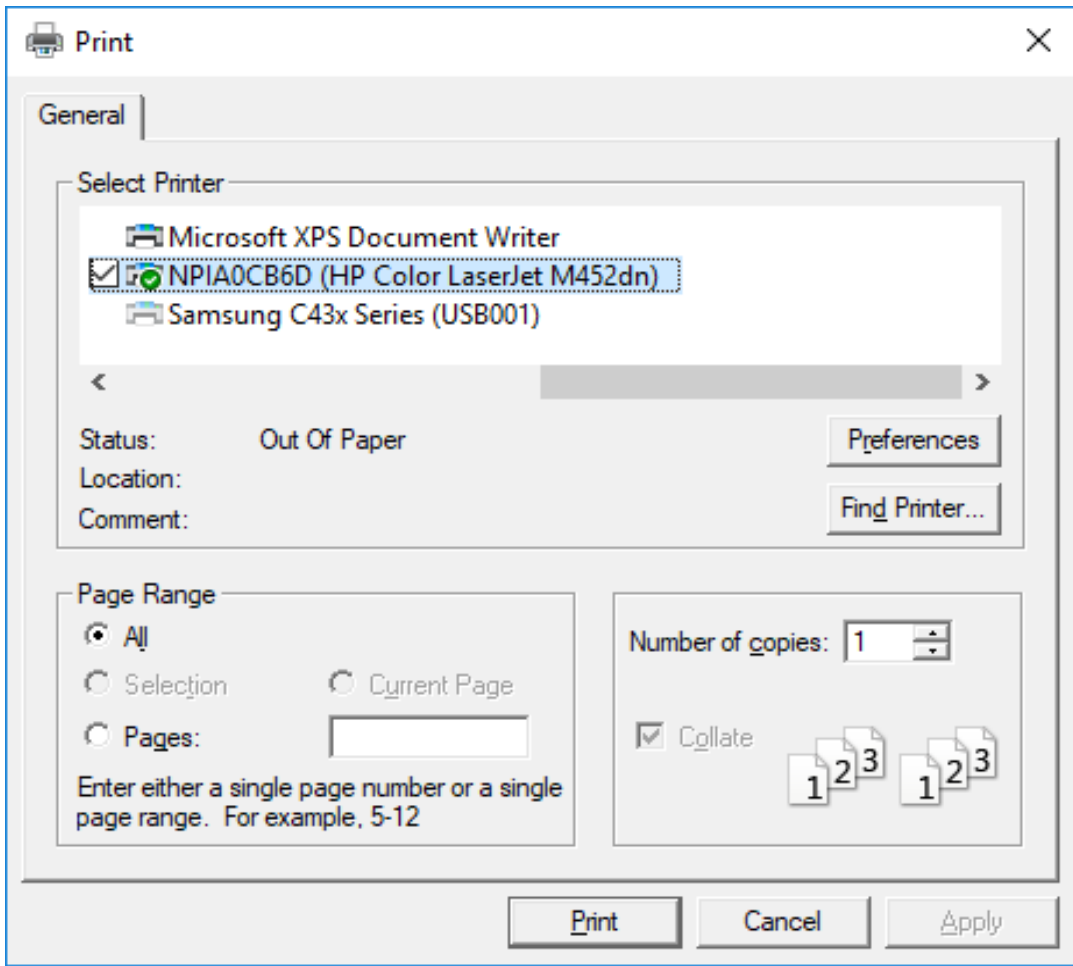 Print
General
Select Printer
Microsoft XPS Document Writer
NPIA0CB6D (HP Color LaserJet M452dn)
Samsung C43x Series (USB001)
Status: Out Of Paper
Preferences
Location:
Comment:
Find Printer...
Page Range
All
Selection Current Page
Pages:
Enter either a single page number or a single
page range. For example, 5-12
Number of copies: 1
Collate
1 2 3 1 2 3
Print Cancel Apply